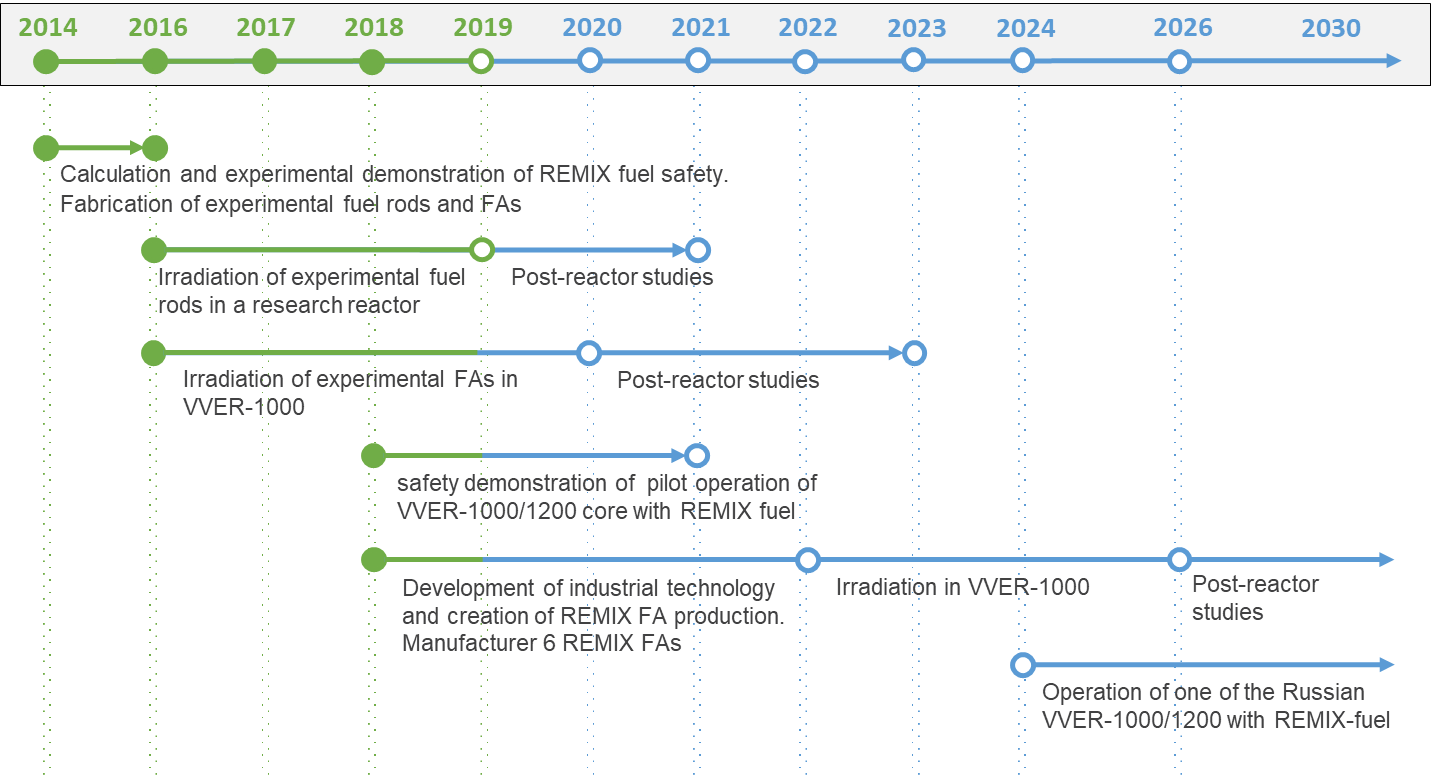 2014 2016 2017 2018 2019 2020 2021 2022 2023 2024 2026 2030
Calculation and experimental demonstration of REMIX fuel safety.
Fabrication of experimental fuel rods and FAs
Irradiation of experimental fuel
rods in a research reactor
Post-reactor studies
Irradiation of experimental FAs in
VVER-1000
Post-reactor studies
safety demonstration of pilot operation of
VVER-1000/1200 core with REMIX fuel
Development of industrial technology
and creation of REMIX FA production.
Manufacturer 6 REMIX FAs
Irradiation in VVER-1000
Post-reactor
studies
Operation of one of the Russian
VVER-1000/1200 with REMIX-fuel